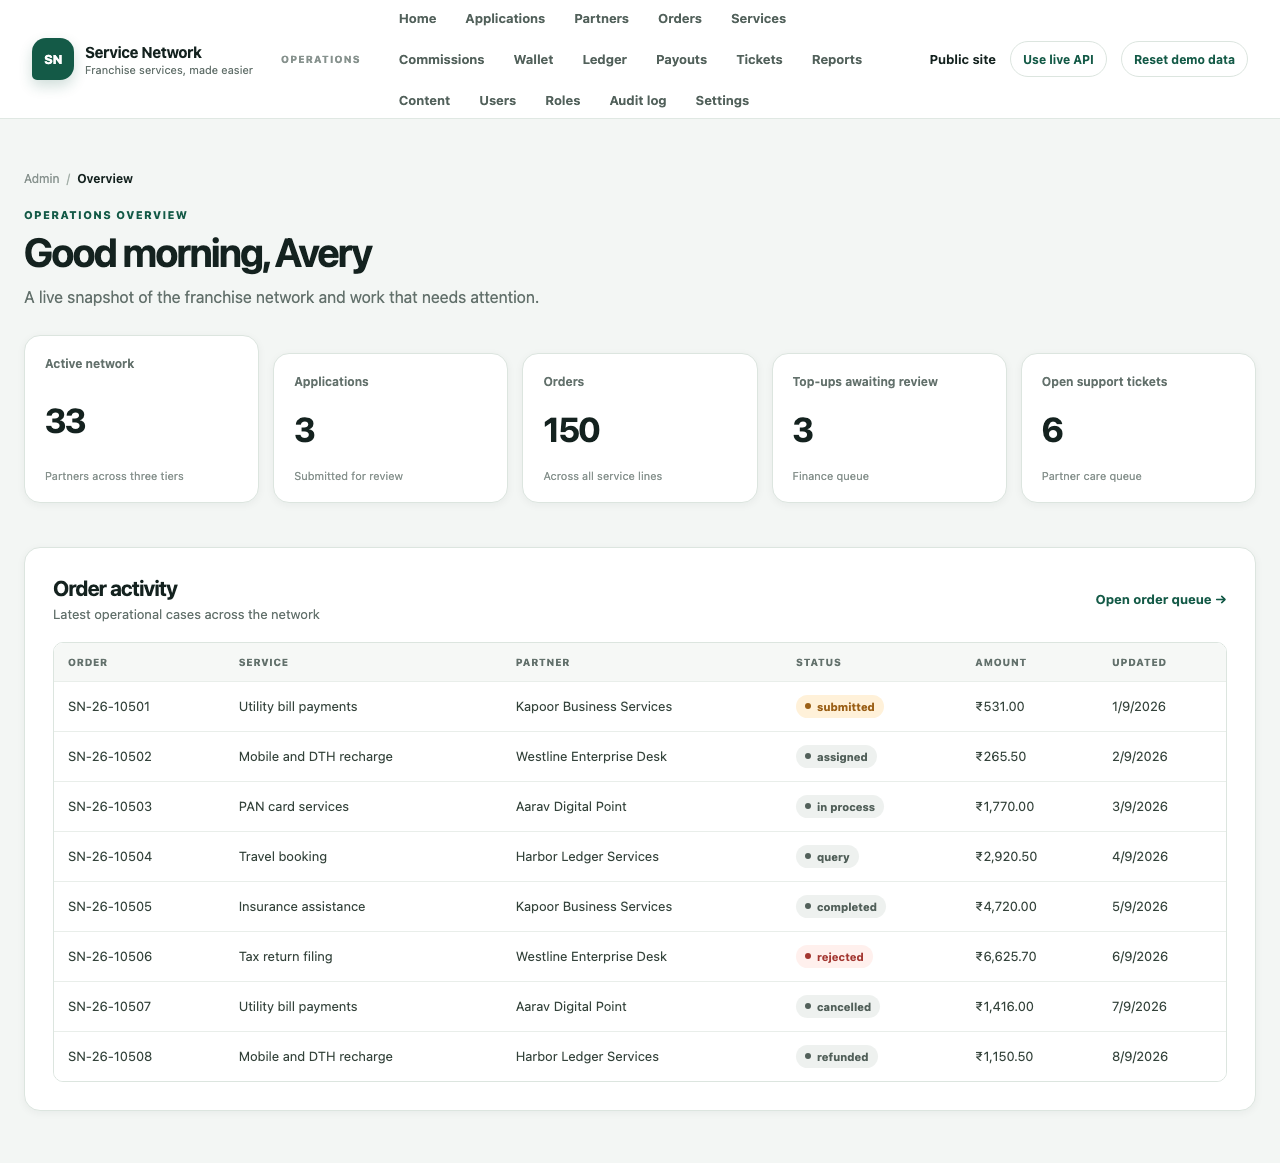 SN
Service Network
Franchise services, made easier
OPERATIONS
Home Applications Partners Orders Services
Commissions Wallet Ledger Payouts Tickets Reports
Content Users Roles Audit log Settings
Public site Use live API Reset demo data
Admin / Overview
OPERATIONS OVERVIEW
Good morning, Avery
A live snapshot of the franchise network and work that needs attention.
Active network
33
Partners across three tiers
Applications
3
Submitted for review
Orders
150
Across all service lines
Top-ups awaiting review
3
Finance queue
Open support tickets
6
Partner care queue
Order activity
Latest operational cases across the network
Open order queue →
ORDER SERVICE PARTNER STATUS AMOUNT UPDATED
SN-26-10501 Utility bill payments Kapoor Business Services submitted ₹531.00 1/9/2026
SN-26-10502 Mobile and DTH recharge Westline Enterprise Desk assigned ₹265.50 2/9/2026
SN-26-10503 PAN card services Aarav Digital Point in process ₹1,770.00 3/9/2026
SN-26-10504 Travel booking Harbor Ledger Services query ₹2,920.50 4/9/2026
SN-26-10505 Insurance assistance Kapoor Business Services completed ₹4,720.00 5/9/2026
SN-26-10506 Tax return filing Westline Enterprise Desk rejected ₹6,625.70 6/9/2026
SN-26-10507 Utility bill payments Aarav Digital Point cancelled ₹1,416.00 7/9/2026
SN-26-10508 Mobile and DTH recharge Harbor Ledger Services refunded ₹1,150.50 8/9/2026